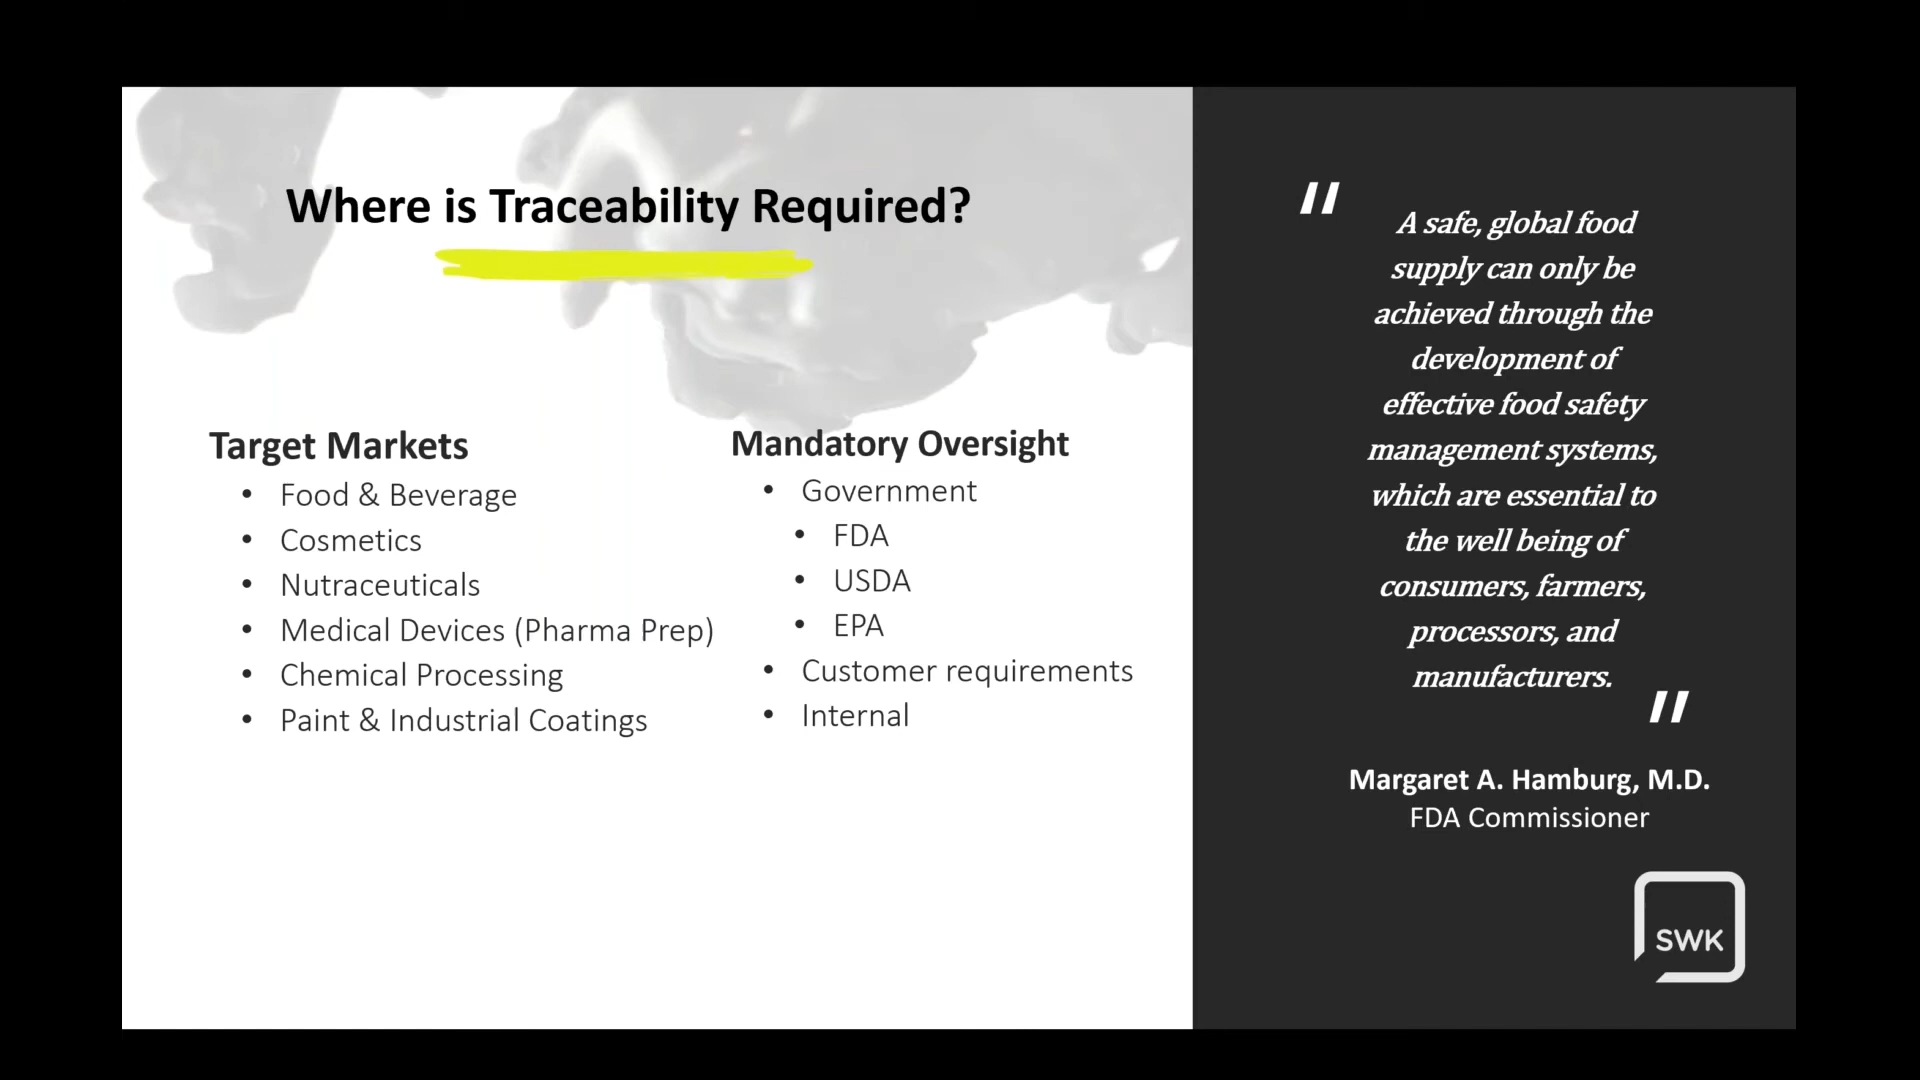 Where is Traceability Required?
Target Markets
• Food & Beverage
• Cosmetics
• Nutraceuticals
• Medical Devices (Pharma Prep)
• Chemical Processing
• Paint & Industrial Coatings
Mandatory Oversight
• Government
• FDA
• USDA
• EPA
• Customer requirements
• Internal
"
A safe, global food
supply can only be
achieved through the
development of
effective food safety
management systems,
which are essential to
the well being of
consumers, farmers,
processors, and
manufacturers.
"
Margaret A. Hamburg, M.D.
FDA Commissioner
SWK